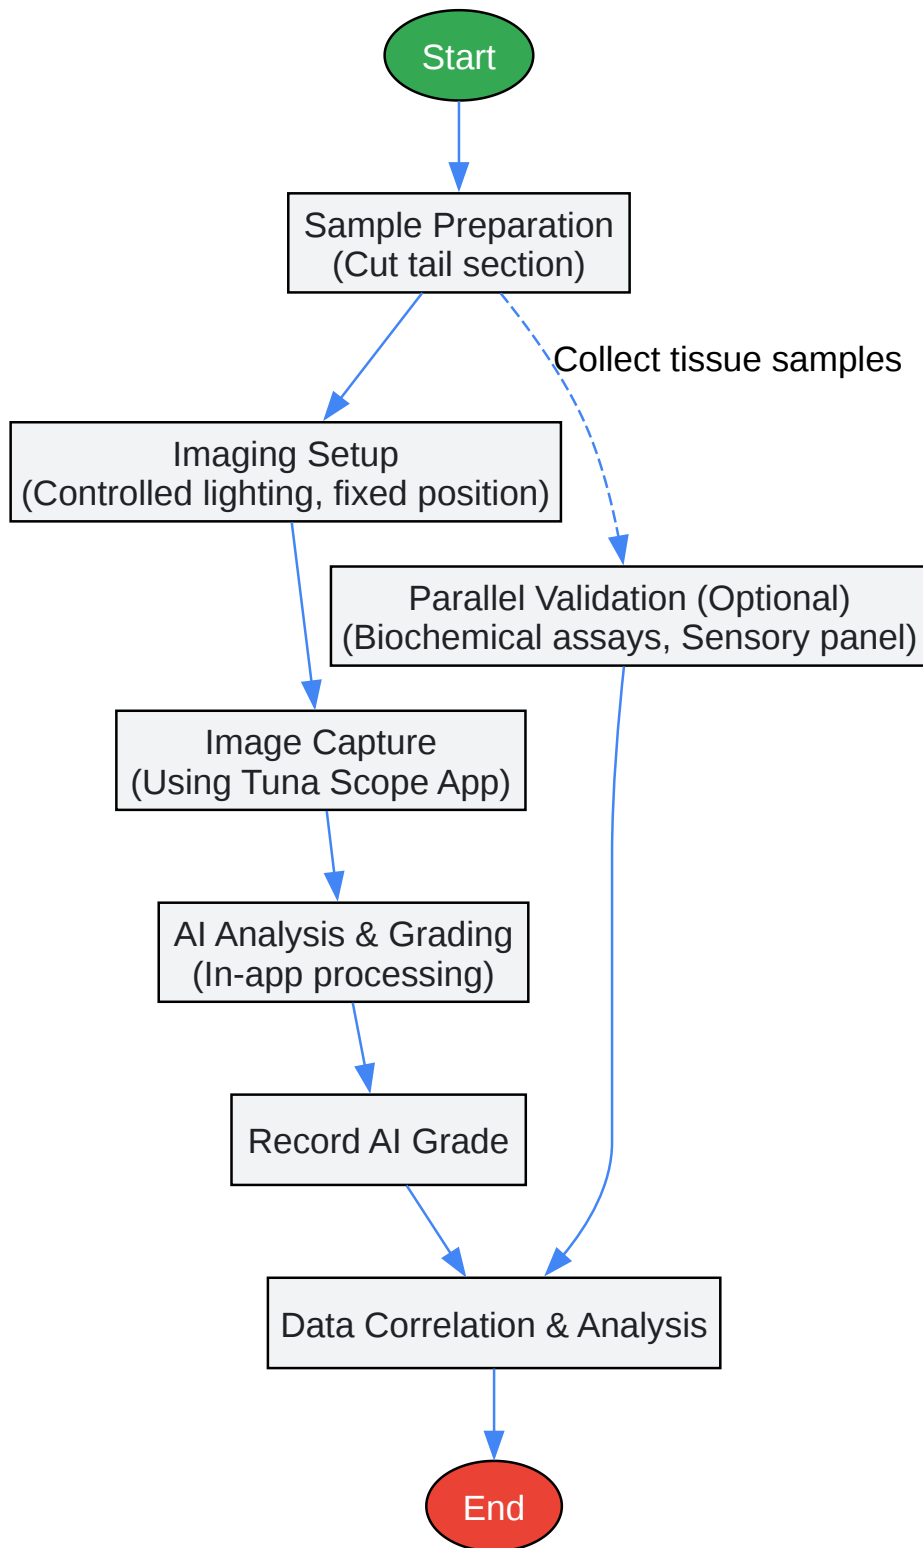 Start
Sample Preparation
(Cut tail section)
Collect tissue samples
Imaging Setup
(Controlled lighting, fixed position)
Parallel Validation (Optional)
(Biochemical assays, Sensory panel)
Image Capture
(Using Tuna Scope App)
AI Analysis & Grading
(In-app processing)
Record AI Grade
Data Correlation & Analysis
End